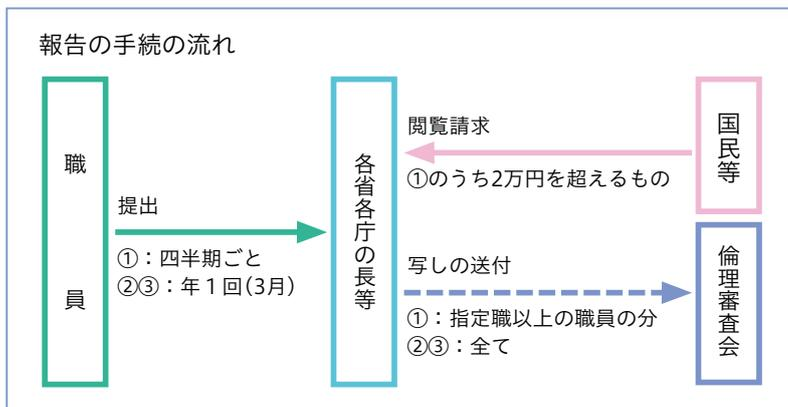 報告の手続の流れ
職員
提出
①：四半期ごと
②③：年１回(3月)
各省各庁の長等
閲覧請求
①のうち2万円を超えるもの
国民等
写しの送付
①：指定職以上の職員の分
②③：全て
倫理審査会